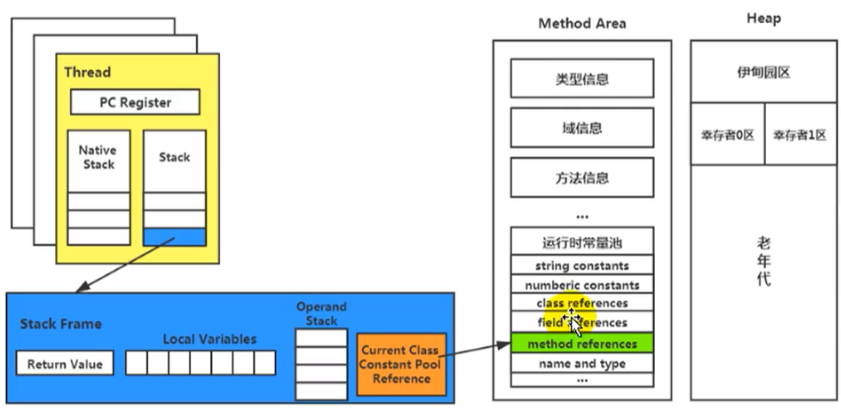 Thread
PC Register
Native
Stack
Stack
Stack Frame
Return Value
Local Variables
Operand
Stack
Current Class
Constant Pool
Reference
Method Area
类型信息
域信息
方法信息
...
运行时常量池
string constants
numberic constants
class references
field references
method references
name and type
...
Heap
伊甸园区
幸存者0区
幸存者1区
老
年
代